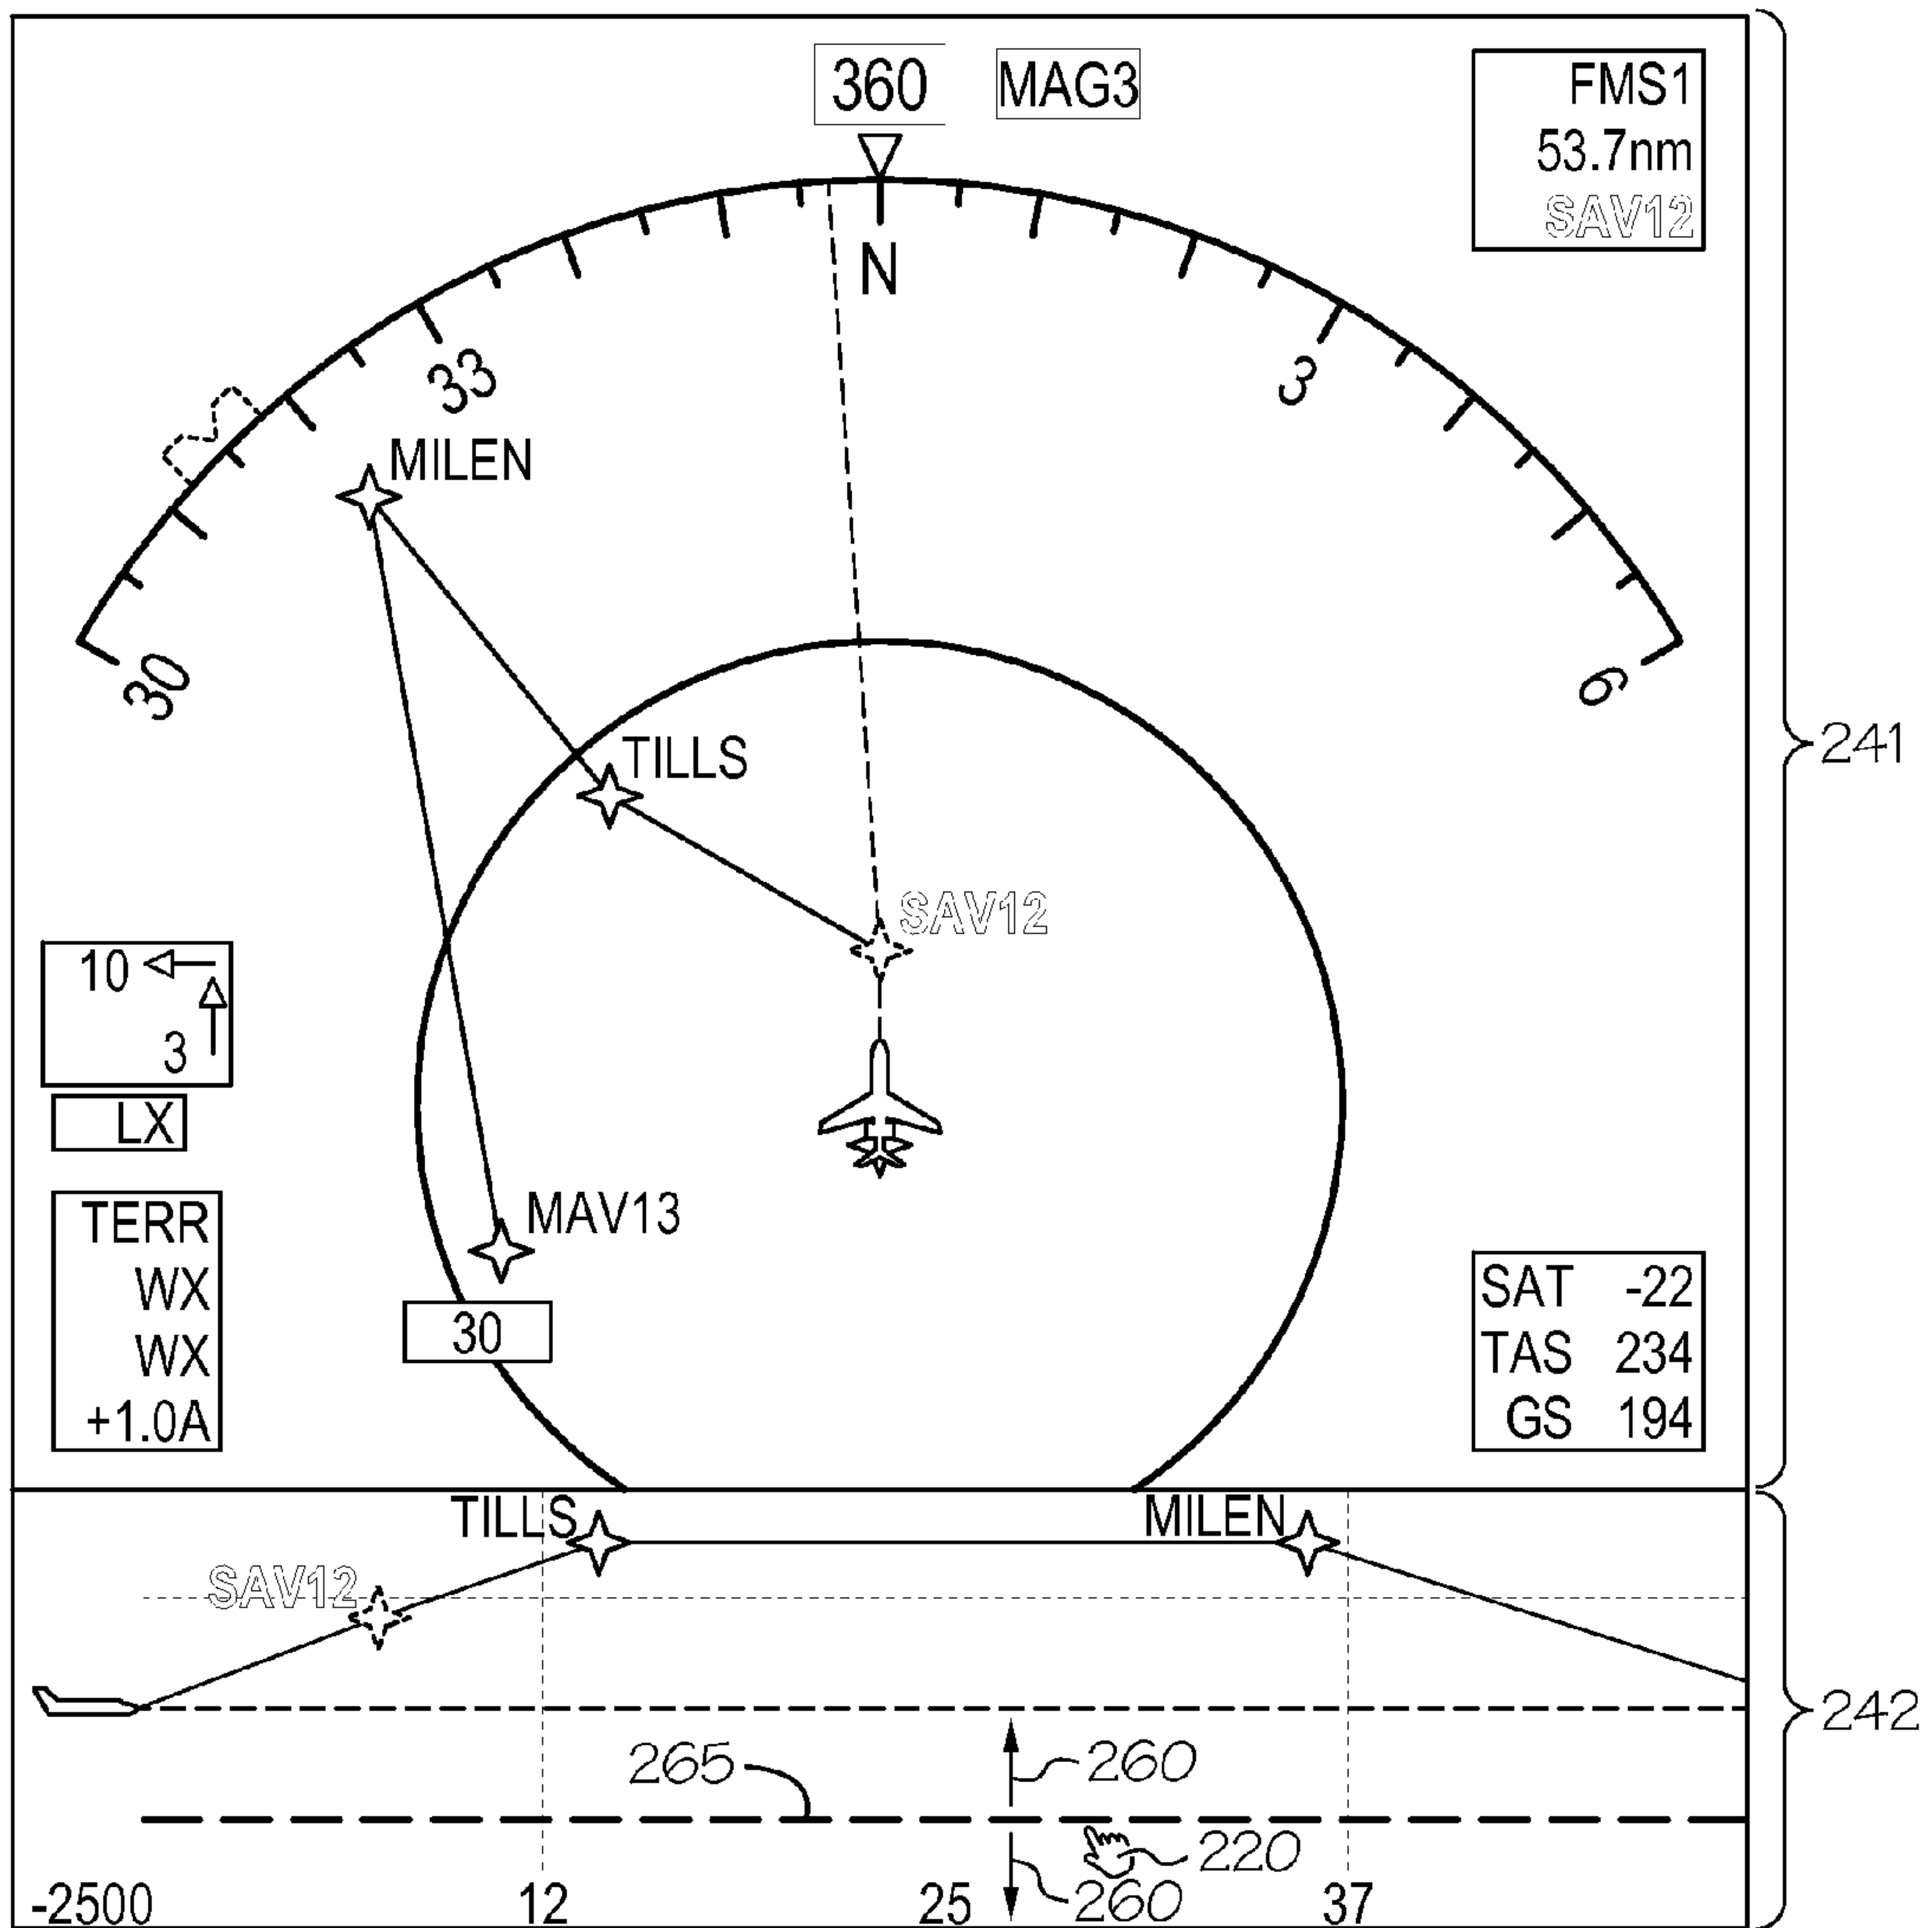 360
MAG3
FMS1
53.7nm
SAV12
N
33
3
30
6
MILEN
TILLS
SAV12
241
10
3
LX
MAV13
TERR
WX
WX
+1.0A
30
SAT -22
TAS 234
GS 194
TILLS
MILEN
SAV12
242
265
260
220
260
-2500
12
25
37